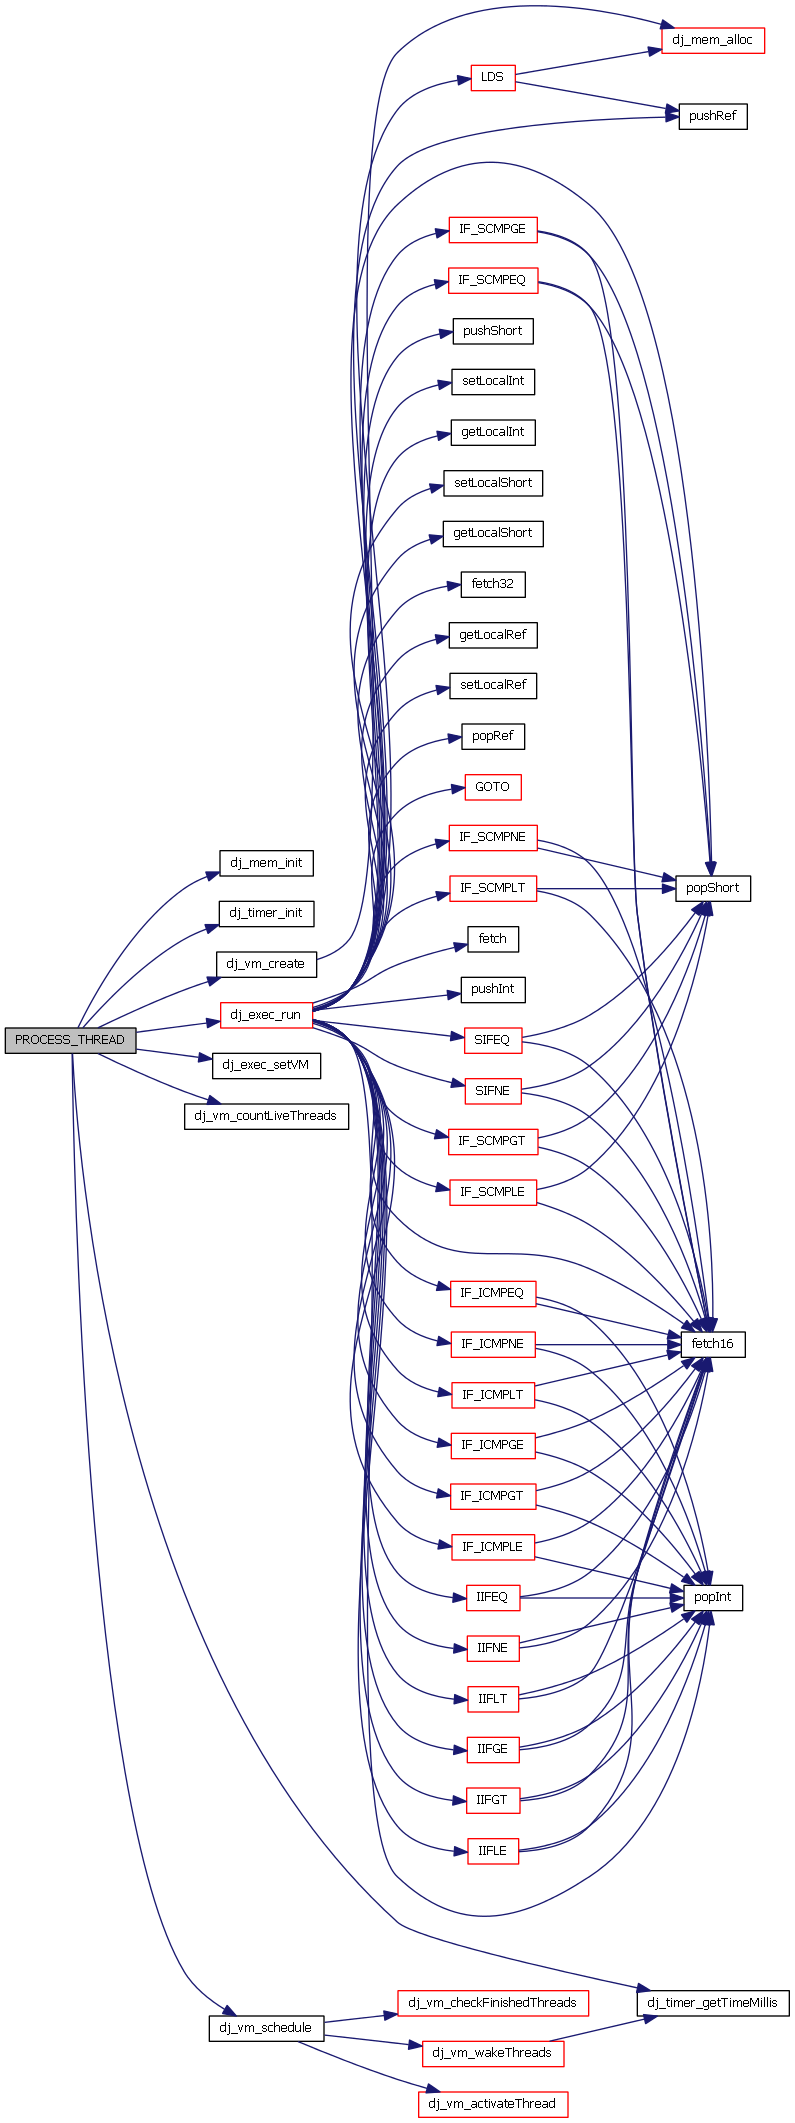 dj_mem_alloc
LDS
pushRef
IF_SCMPGE
IF_SCMPEQ
pushShort
setLocalInt
getLocalInt
setLocalShort
getLocalShort
fetch32
getLocalRef
setLocalRef
popRef
GOTO
IF_SCMPNE
dj_mem_init
IF_SCMPLT
popShort
dj_timer_init
fetch
dj_vm_create
pushInt
dj_exec_run
PROCESS_THREAD
SIFEQ
dj_exec_setVM
SIFNE
dj_vm_countLiveThreads
IF_SCMPGT
IF_SCMPLE
IF_ICMPEQ
IF_ICMPNE
fetch16
IF_ICMPLT
IF_ICMPGE
IF_ICMPGT
IF_ICMPLE
IIFEQ
popInt
IIFNE
IIFLT
IIFGE
IIFGT
IIFLE
dj_vm_checkFinishedThreads
dj_timer_getTimeMillis
dj_vm_schedule
dj_vm_wakeThreads
dj_vm_activateThread